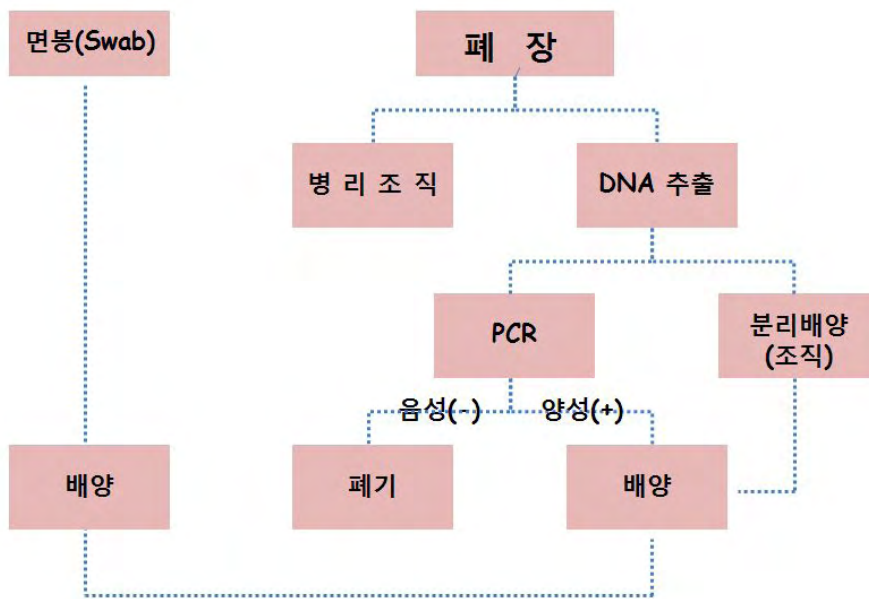 면봉(Swab)
폐 장
병 리 조 직
DNA 추출
PCR
분리배양
(조직)
음성(-)
양성(+)
배양
폐기
배양